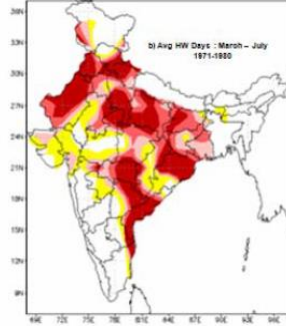 36N
b) Avg HW Days : March – July
1971-1980
33N
30N
27N
24N
21N
18N
15N
12N
9N
69E 72E 75E 78E 81E 84E 87E 90E 93E 96E